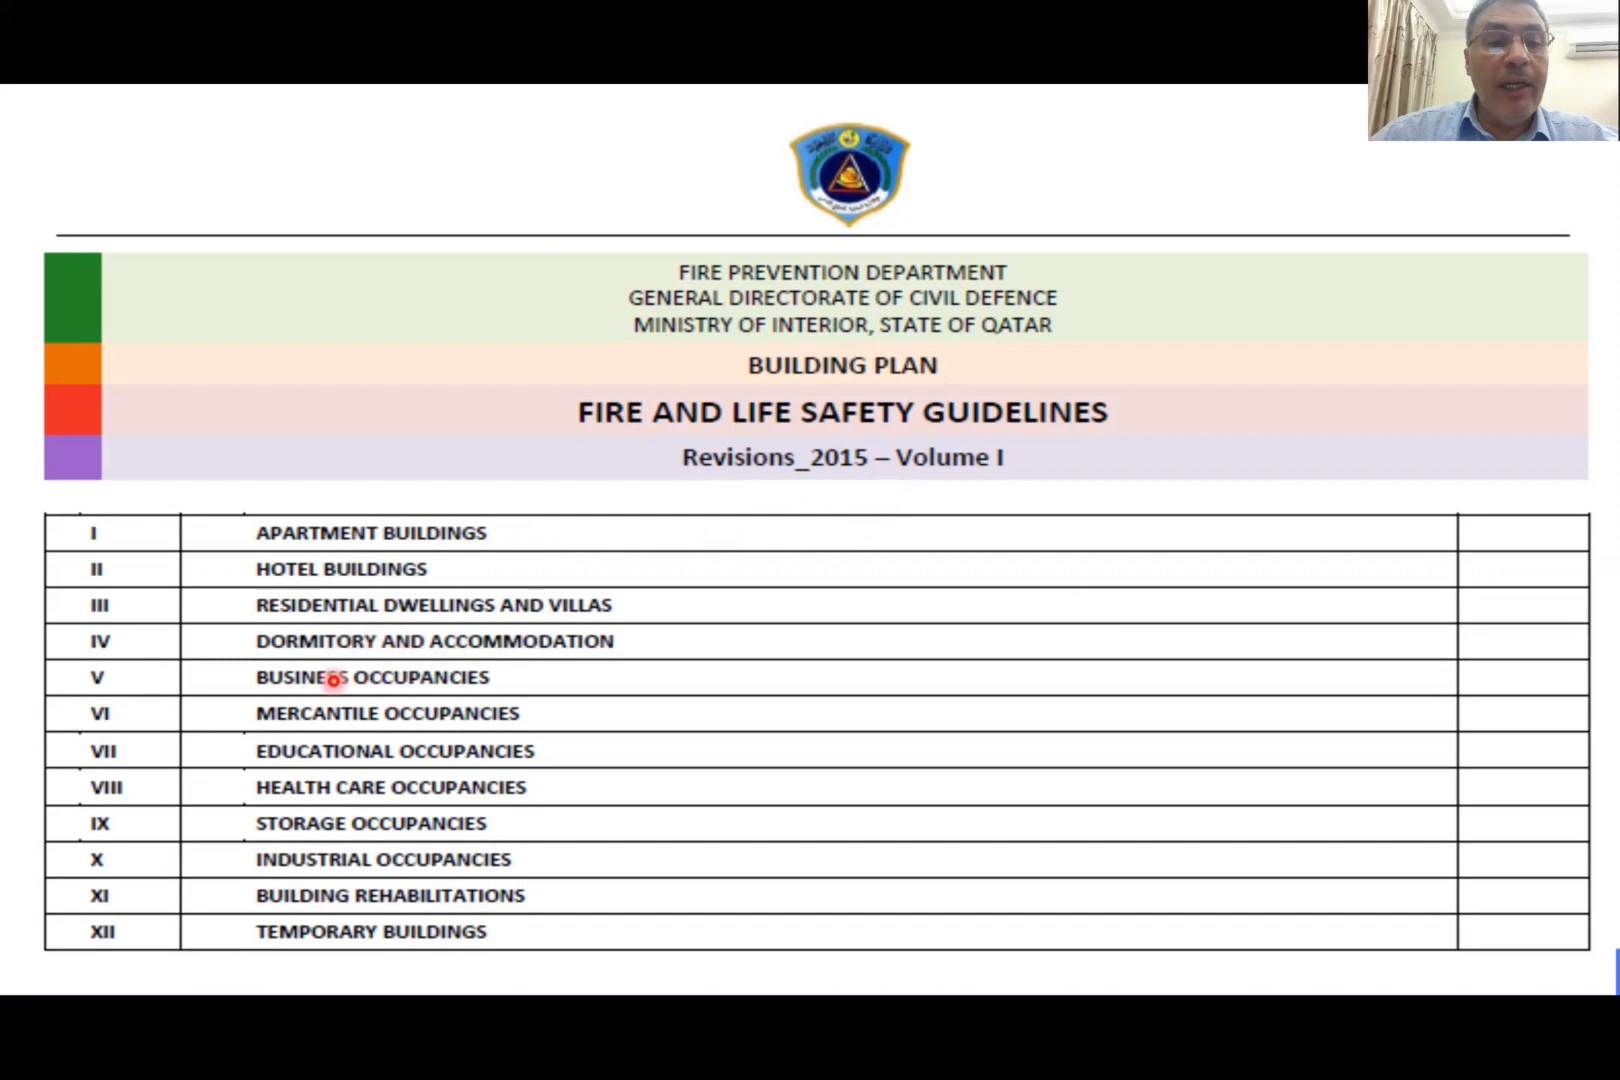 FIRE PREVENTION DEPARTMENT
GENERAL DIRECTORATE OF CIVIL DEFENCE
MINISTRY OF INTERIOR, STATE OF QATAR
BUILDING PLAN
FIRE AND LIFE SAFETY GUIDELINES
Revisions_2015 – Volume I
I APARTMENT BUILDINGS
II HOTEL BUILDINGS
III RESIDENTIAL DWELLINGS AND VILLAS
IV DORMITORY AND ACCOMMODATION
V BUSINESS OCCUPANCIES
VI MERCANTILE OCCUPANCIES
VII EDUCATIONAL OCCUPANCIES
VIII HEALTH CARE OCCUPANCIES
IX STORAGE OCCUPANCIES
X INDUSTRIAL OCCUPANCIES
XI BUILDING REHABILITATIONS
XII TEMPORARY BUILDINGS